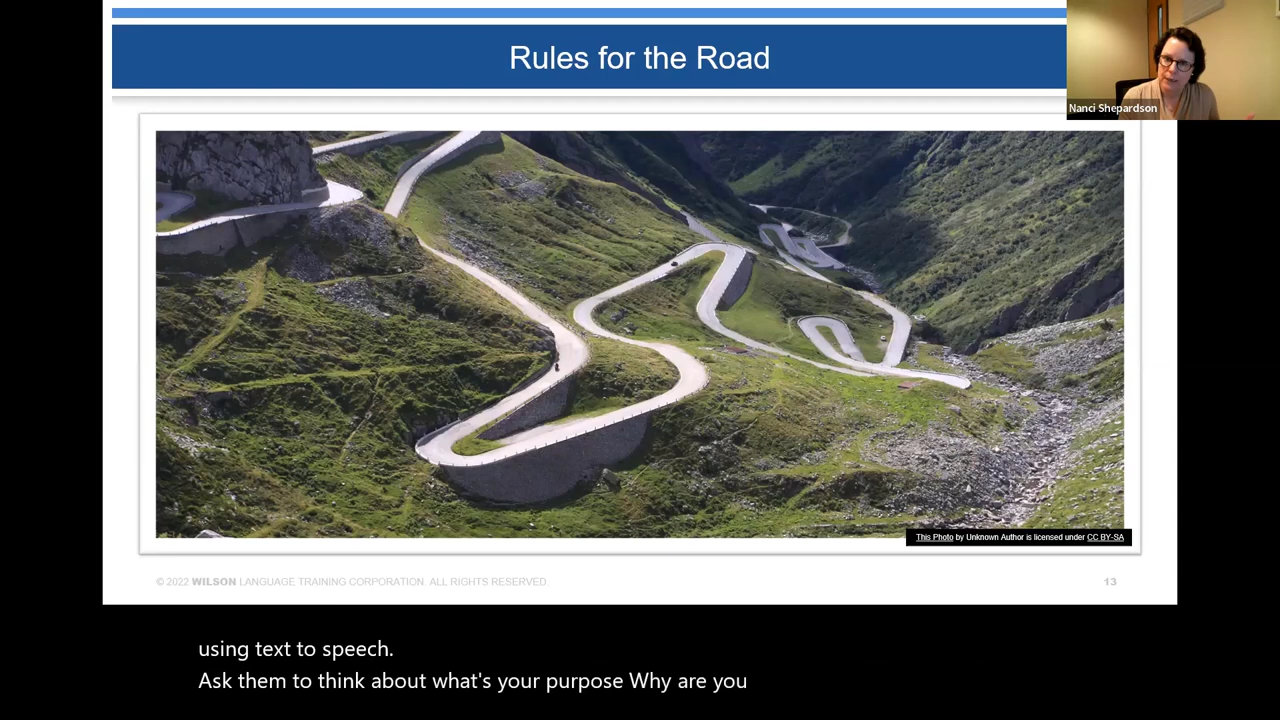 Rules for the Road
Nanci Shepardson
This Photo by Unknown Author is licensed under CC BY-SA
© 2022 WILSON LANGUAGE TRAINING CORPORATION. ALL RIGHTS RESERVED.
13
using text to speech.
Ask them to think about what's your purpose Why are you